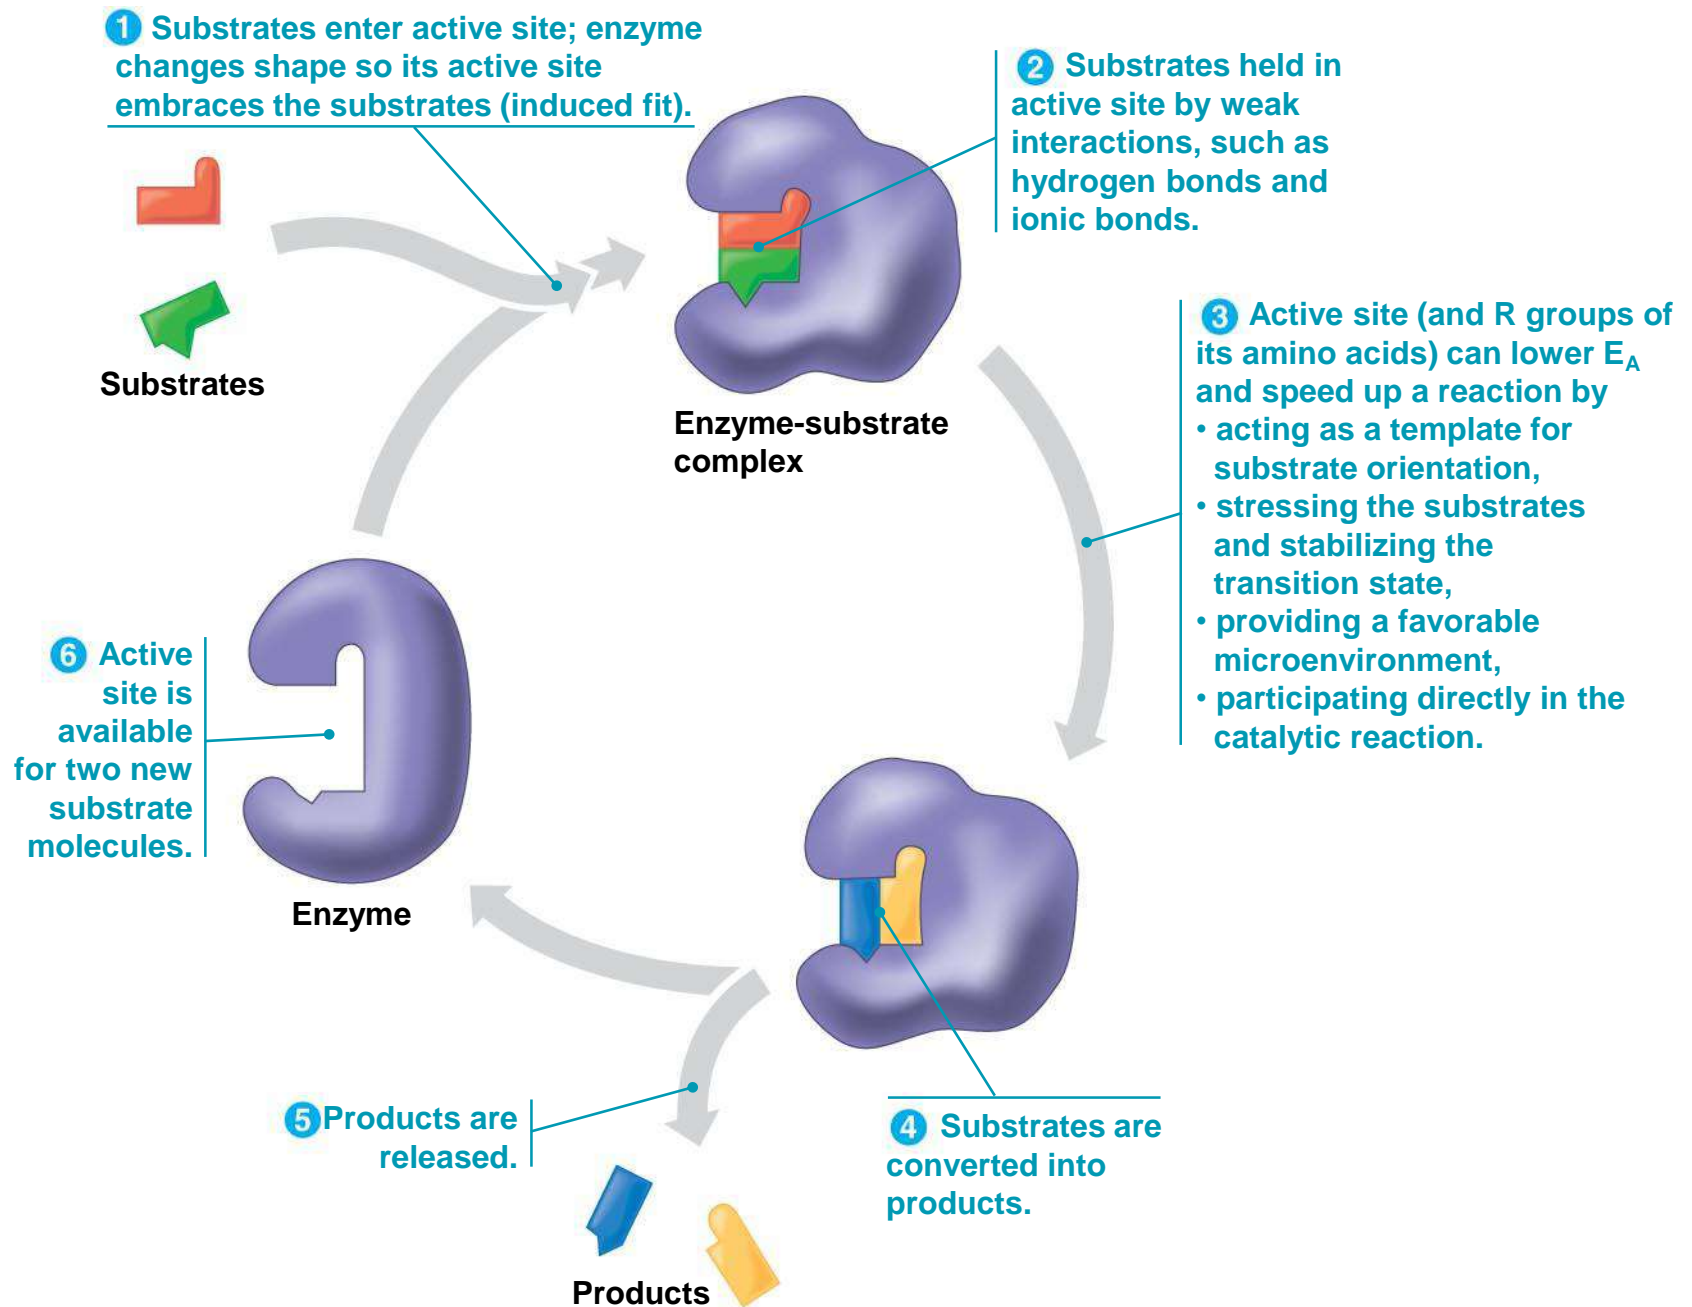 1 Substrates enter active site; enzyme
changes shape so its active site
embraces the substrates (induced fit).
2 Substrates held in
active site by weak
interactions, such as
hydrogen bonds and
ionic bonds.
Substrates
Enzyme-substrate
complex
3 Active site (and R groups of
its amino acids) can lower EA
and speed up a reaction by
• acting as a template for
substrate orientation,
• stressing the substrates
and stabilizing the
transition state,
• providing a favorable
microenvironment,
• participating directly in the
catalytic reaction.
6 Active
site is
available
for two new
substrate
molecules.
Enzyme
5 Products are
released.
4 Substrates are
converted into
products.
Products